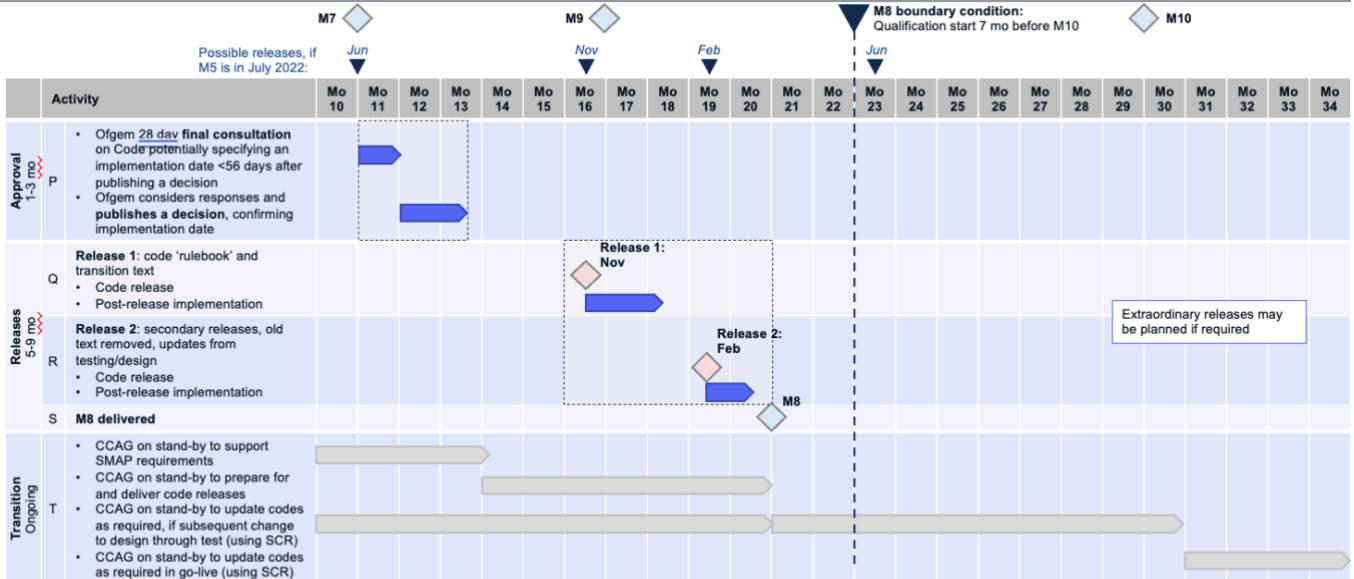 M7
M9
M8 boundary condition:
Qualification start 7 mo before M10
M10
Possible releases, if
M5 is in July 2022:
Jun
Nov
Feb
Jun
Activity
Mo 10
Mo 11
Mo 12
Mo 13
Mo 14
Mo 15
Mo 16
Mo 17
Mo 18
Mo 19
Mo 20
Mo 21
Mo 22
Mo 23
Mo 24
Mo 25
Mo 26
Mo 27
Mo 28
Mo 29
Mo 30
Mo 31
Mo 32
Mo 33
Mo 34
Approval
1-3 mo
P
• Ofgem 28 day final consultation
on Code potentially specifying an
implementation date <56 days after
publishing a decision
• Ofgem considers responses and
publishes a decision, confirming
implementation date
Releases
5-9 mo
Q
Release 1: code ‘rulebook’ and
transition text
• Code release
• Post-release implementation
Release 1:
Nov
R
Release 2: secondary releases, old
text removed, updates from
testing/design
• Code release
• Post-release implementation
Release 2:
Feb
Extraordinary releases may
be planned if required
S
M8 delivered
M8
Transition
Ongoing
T
• CCAG on stand-by to support
SMAP requirements
• CCAG on stand-by to prepare for
and deliver code releases
• CCAG on stand-by to update codes
as required, if subsequent change
to design through test (using SCR)
• CCAG on stand-by to update codes
as required in go-live (using SCR)